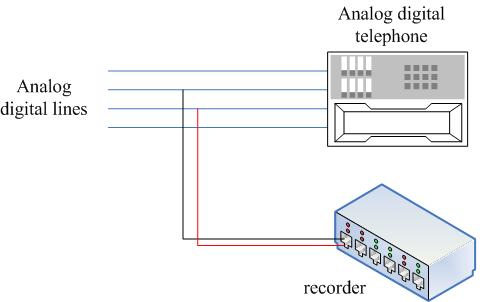 Analog digital
telephone
Analog
digital lines
recorder